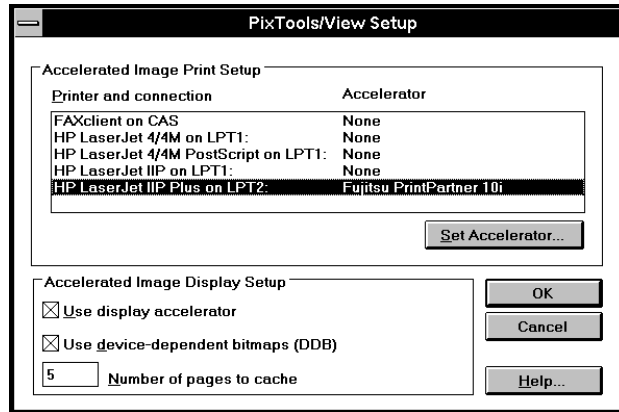 PixTools/View Setup
Accelerated Image Print Setup
Printer and connection Accelerator
FAXclient on CAS None
HP LaserJet 4/4M on LPT1: None
HP LaserJet 4/4M PostScript on LPT1: None
HP LaserJet IIP on LPT1: None
HP LaserJet IIP Plus on LPT2: Fujitsu PrintPartner 10i
Set Accelerator...
Accelerated Image Display Setup
Use display accelerator
Use device-dependent bitmaps (DDB)
5 Number of pages to cache
OK
Cancel
Help...